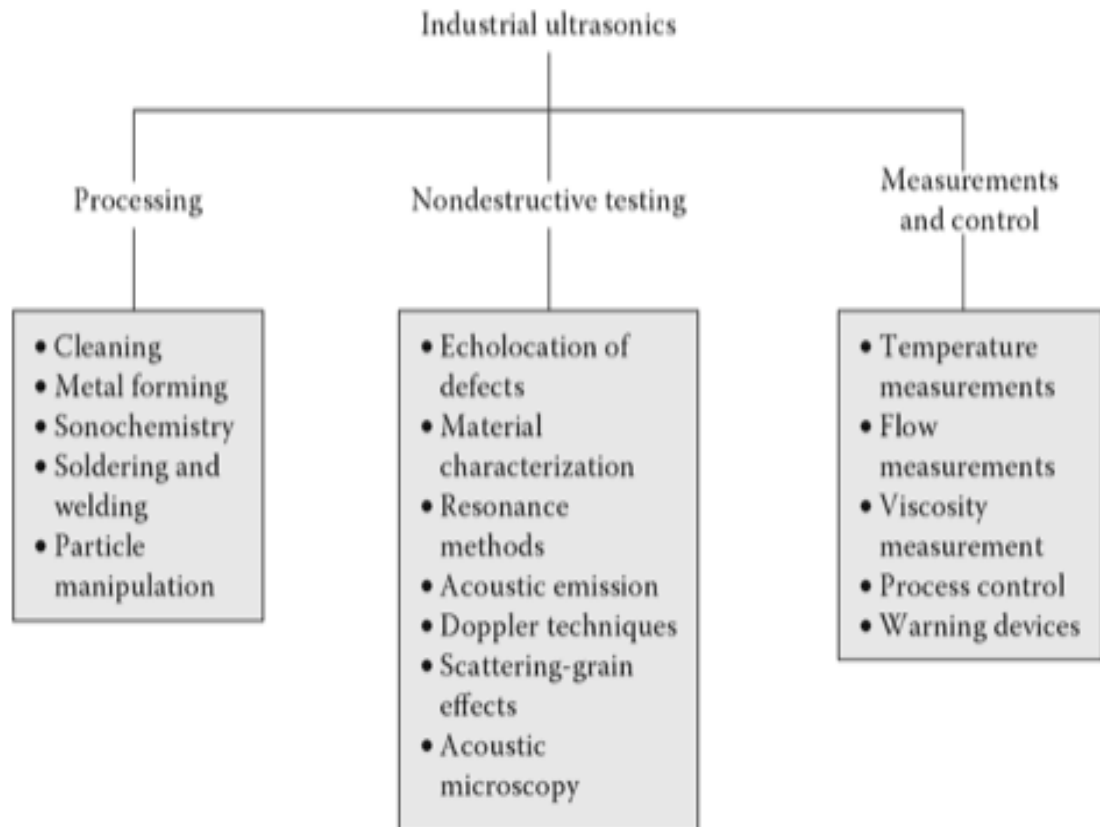 Industrial ultrasonics
Processing
Nondestructive testing
Measurements
and control
• Cleaning
• Metal forming
• Sonochemistry
• Soldering and
welding
• Particle
manipulation
• Echolocation of
defects
• Material
characterization
• Resonance
methods
• Acoustic emission
• Doppler techniques
• Scattering-grain
effects
• Acoustic
microscopy
• Temperature
measurements
• Flow
measurements
• Viscosity
measurement
• Process control
• Warning devices